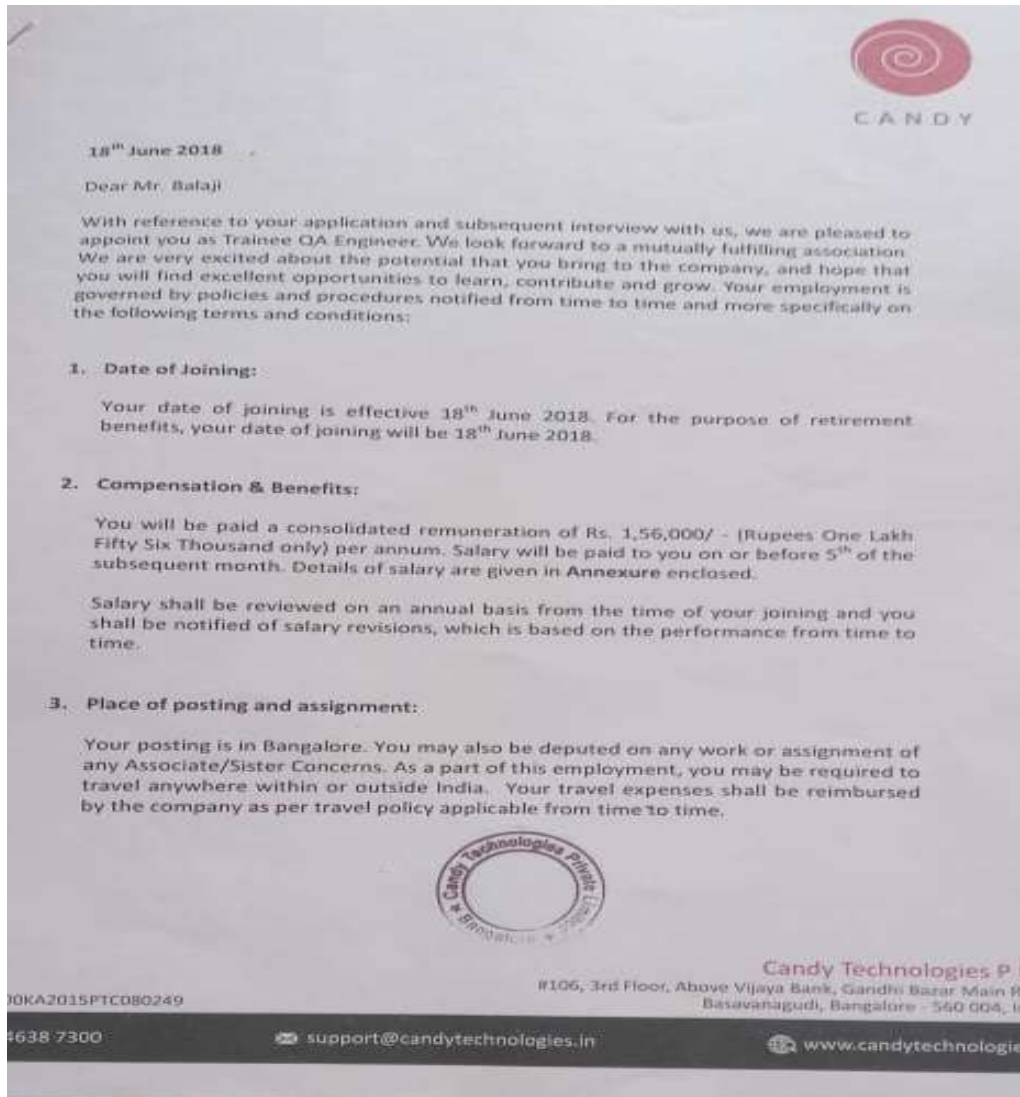 CANDY
18th June 2018
Dear Mr. Balaji
With reference to your application and subsequent interview with us, we are pleased to
appoint you as Trainee QA Engineer. We look forward to a mutually fulfilling association.
We are very excited about the potential that you bring to the company, and hope that
you will find excellent opportunities to learn, contribute and grow. Your employment is
governed by policies and procedures notified from time to time and more specifically on
the following terms and conditions:
1. Date of Joining:
Your date of joining is effective 18th June 2018. For the purpose of retirement
benefits, your date of joining will be 18th June 2018.
2. Compensation & Benefits:
You will be paid a consolidated remuneration of Rs. 1,56,000/ - (Rupees One Lakh
Fifty Six Thousand only) per annum. Salary will be paid to you on or before 5th of the
subsequent month. Details of salary are given in Annexure enclosed.
Salary shall be reviewed on an annual basis from the time of your joining and you
shall be notified of salary revisions, which is based on the performance from time to
time.
3. Place of posting and assignment:
Your posting is in Bangalore. You may also be deputed on any work or assignment of
any Associate/Sister Concerns. As a part of this employment, you may be required to
travel anywhere within or outside India. Your travel expenses shall be reimbursed
by the company as per travel policy applicable from time to time.
Candy Technologies Private Limited
Bangalore
Candy Technologies P
#106, 3rd Floor, Above Vijaya Bank, Gandhi Bazar Main R
00KA2015PTC080249
Basavanagudi, Bangalore - 560 004, I
4638 7300
support@candytechnologies.in
www.candytechnologie